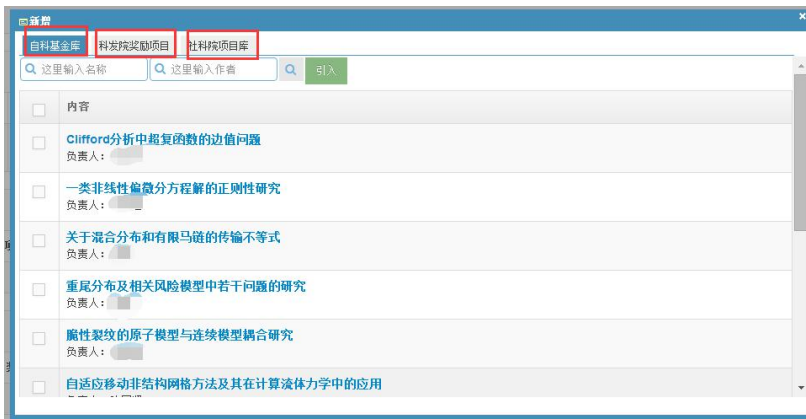 新增
自科基金库 科发院奖励项目 社科院项目库
这里输入名称 这里输入作者 引入
内容
Clifford分析中超复函数的边值问题
负责人：
一类非线性偏微分方程解的正则性研究
负责人：
关于混合分布和有限马链的传输不等式
负责人：
重尾分布及相关风险模型中若干问题的研究
负责人：
脆性裂纹的原子模型与连续模型耦合研究
负责人：
自适应移动非结构网格方法及其在计算流体力学中的应用